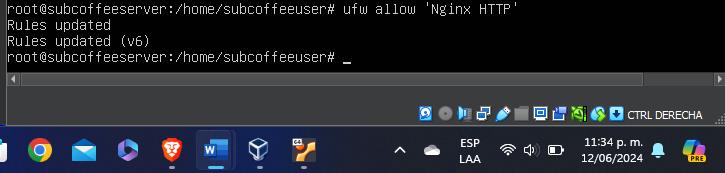 root@subcoffeeserver:/home/subcoffeeuser# ufw allow 'Nginx HTTP'
Rules updated
Rules updated (v6)
root@subcoffeeserver:/home/subcoffeeuser# _
CTRL DERECHA
ESP
LAA
11:34 p. m.
12/06/2024
PRE